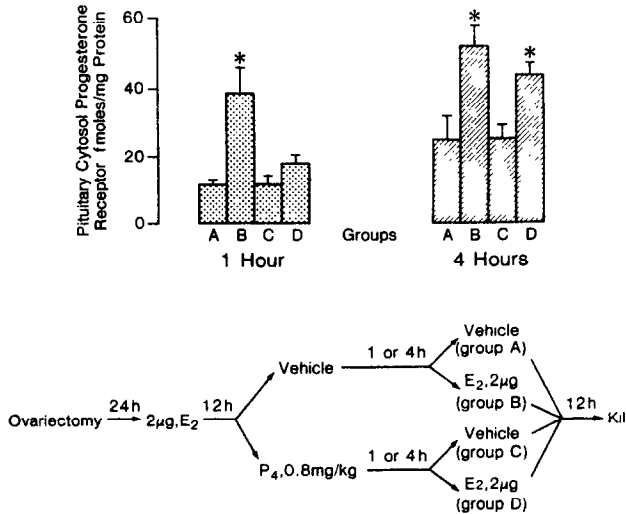 Pituitary Cytosol Progesterone
Receptor fmoles/mg Protein
60
40
20
0
*
*
*
A B C D
Groups
A B C D
1 Hour
4 Hours
Ovariectomy
24h
2µg,E₂
12h
Vehicle
1 or 4h
Vehicle
(group A)
E₂,2µg
(group B)
P₄,0.8mg/kg
1 or 4h
Vehicle
(group C)
E₂,2µg
(group D)
12h
Kil